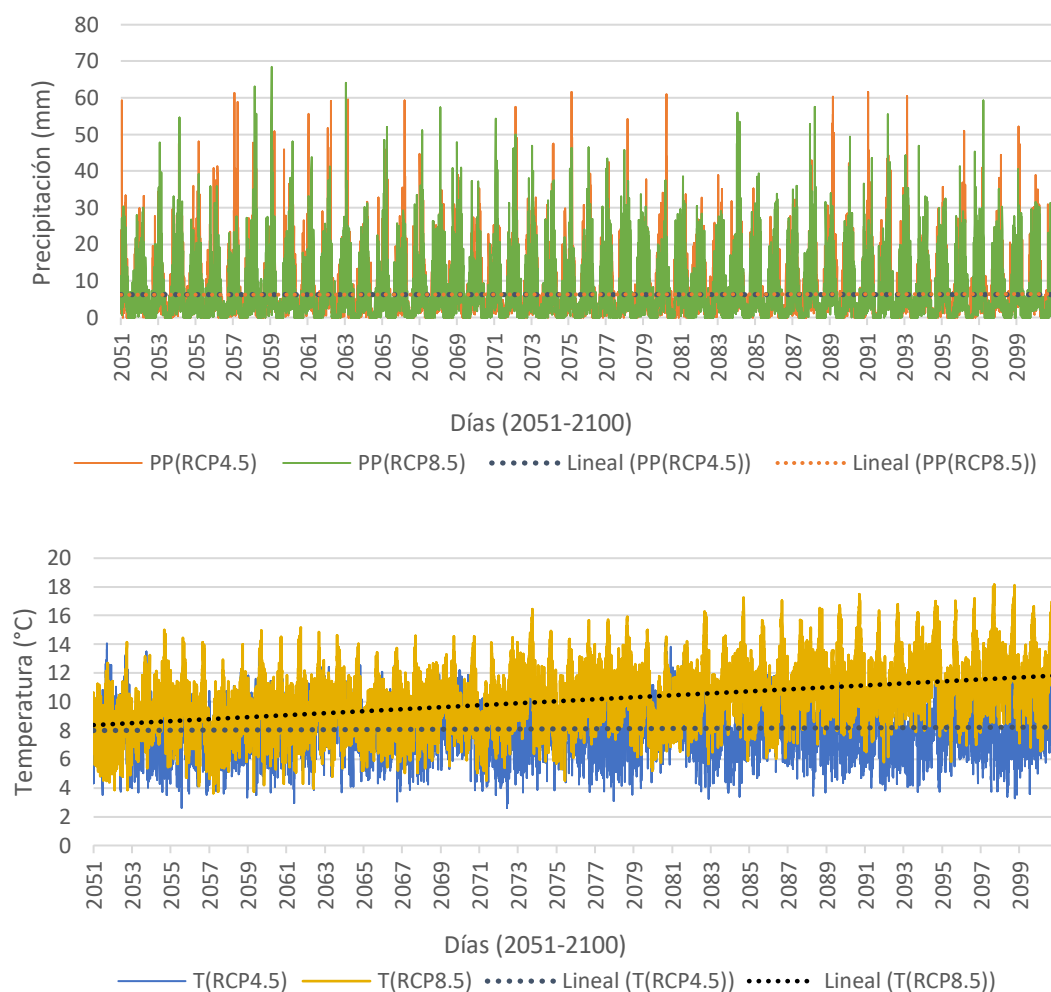 80
70
60
50
40
30
20
10
0
Precipitación (mm)
2051 2053 2055 2057 2059 2061 2063 2065 2067 2069 2071 2073 2075 2077 2079 2081 2083 2085 2087 2089 2091 2093 2095 2097 2099
Días (2051-2100)
PP(RCP4.5) PP(RCP8.5) Lineal (PP(RCP4.5)) Lineal (PP(RCP8.5))
20
18
16
14
12
10
8
6
4
2
0
Temperatura (°C)
2051 2053 2055 2057 2059 2061 2063 2065 2067 2069 2071 2073 2075 2077 2079 2081 2083 2085 2087 2089 2091 2093 2095 2097 2099
Días (2051-2100)
T(RCP4.5) T(RCP8.5) Lineal (T(RCP4.5)) Lineal (T(RCP8.5))